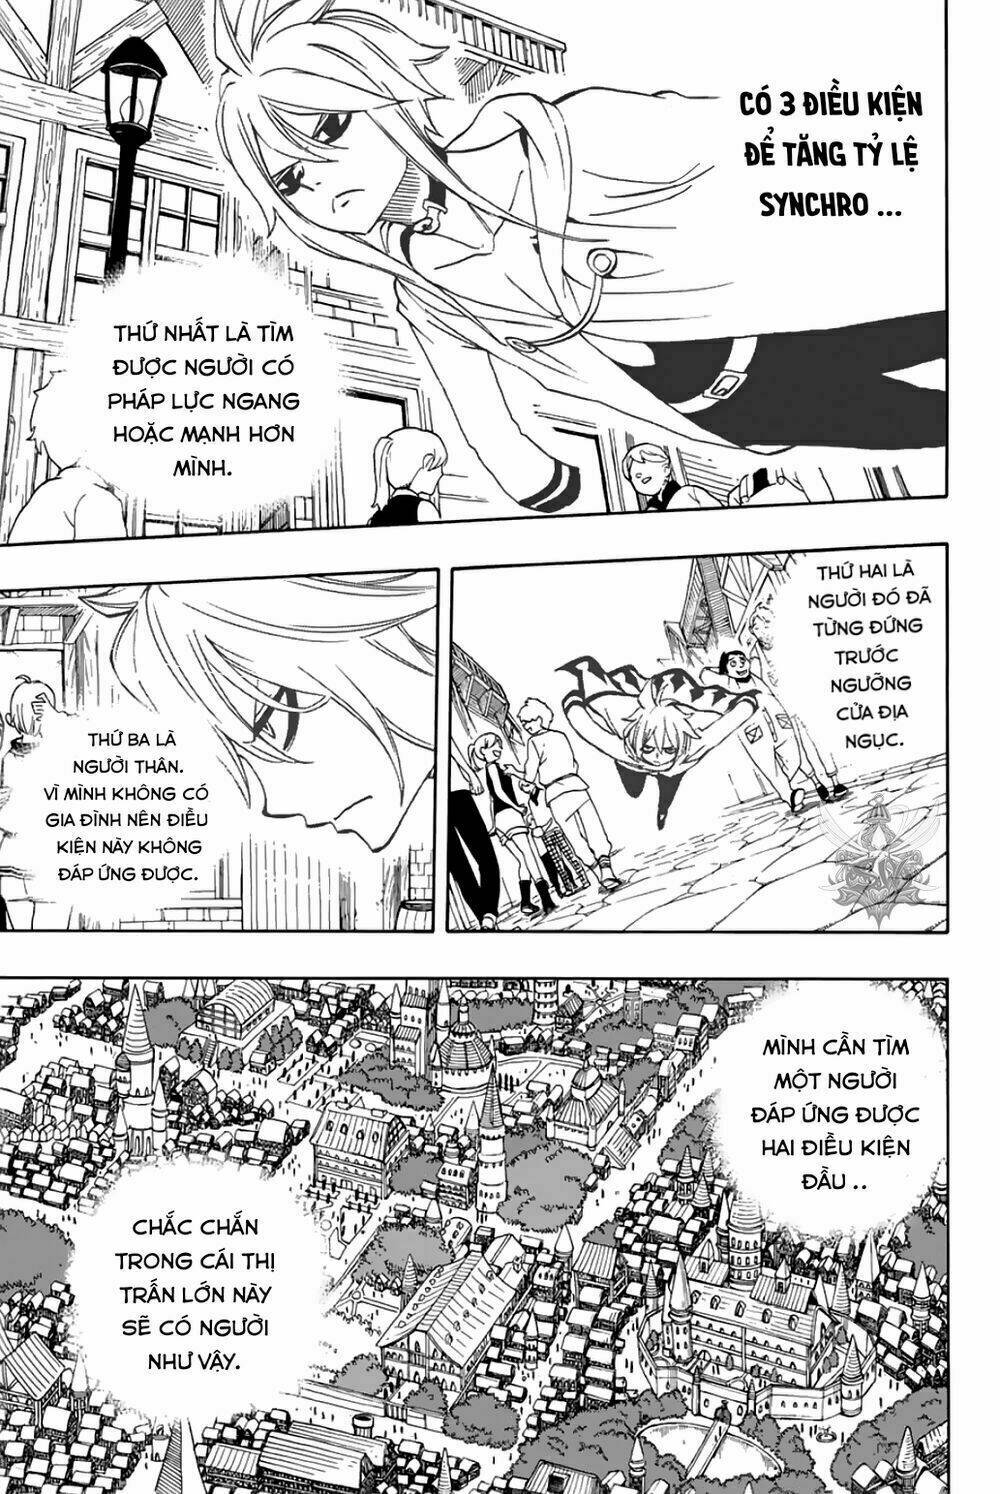 CÓ 3 ĐIỀU KIỆN
ĐỂ TĂNG TỶ LỆ
SYNCHRO ...
THỨ NHẤT LÀ TÌM
ĐƯỢC NGƯỜI CÓ
PHÁP LỰC NGANG
HOẶC MẠNH HƠN
MÌNH.
THỨ HAI LÀ
NGƯỜI ĐÓ ĐÃ
TỪNG ĐỨNG
TRƯỚC
NGƯỠNG
CỬA ĐỊA
NGỤC.
THỨ BA LÀ
NGƯỜI THÂN.
VÌ MÌNH KHÔNG CÓ
GIA ĐÌNH NÊN ĐIỀU
KIỆN NÀY KHÔNG
ĐÁP ỨNG ĐƯỢC.
MÌNH CẦN TÌM
MỘT NGƯỜI
ĐÁP ỨNG ĐƯỢC
HAI ĐIỀU KIỆN
ĐẦU ..
CHẮC CHẮN
TRONG CÁI THỊ
TRẤN LỚN NÀY
SẼ CÓ NGƯỜI
NHƯ VẬY.